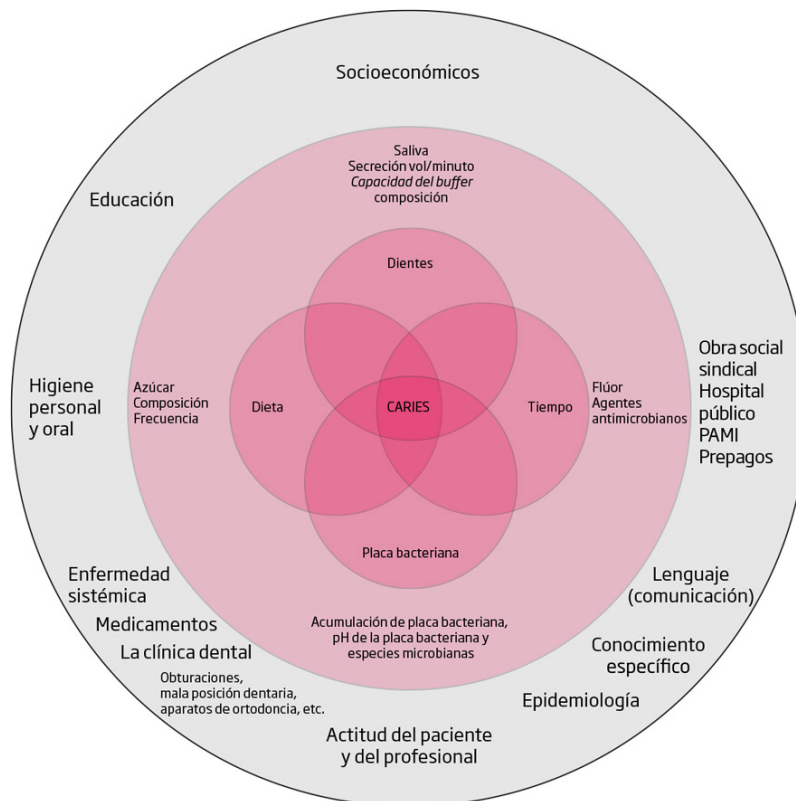 Socioeconómicos
Educación
Saliva
Secreción vol/minuto
Capacidad del buffer
composición
Dientes
Higiene
personal
y oral
Azúcar
Composición
Frecuencia
Dieta
CARIES
Tiempo
Flúor
Agentes
antimicrobianos
Obra social
sindical
Hospital
público
PAMI
Prepagos
Placa bacteriana
Enfermedad
sistémica
Medicamentos
La clínica dental
Obturaciones,
mala posición dentaria,
aparatos de ortodoncia, etc.
Acumulación de placa bacteriana,
pH de la placa bacteriana y
especies microbianas
Lenguaje
(comunicación)
Conocimiento
específico
Epidemiología
Actitud del paciente
y del profesional